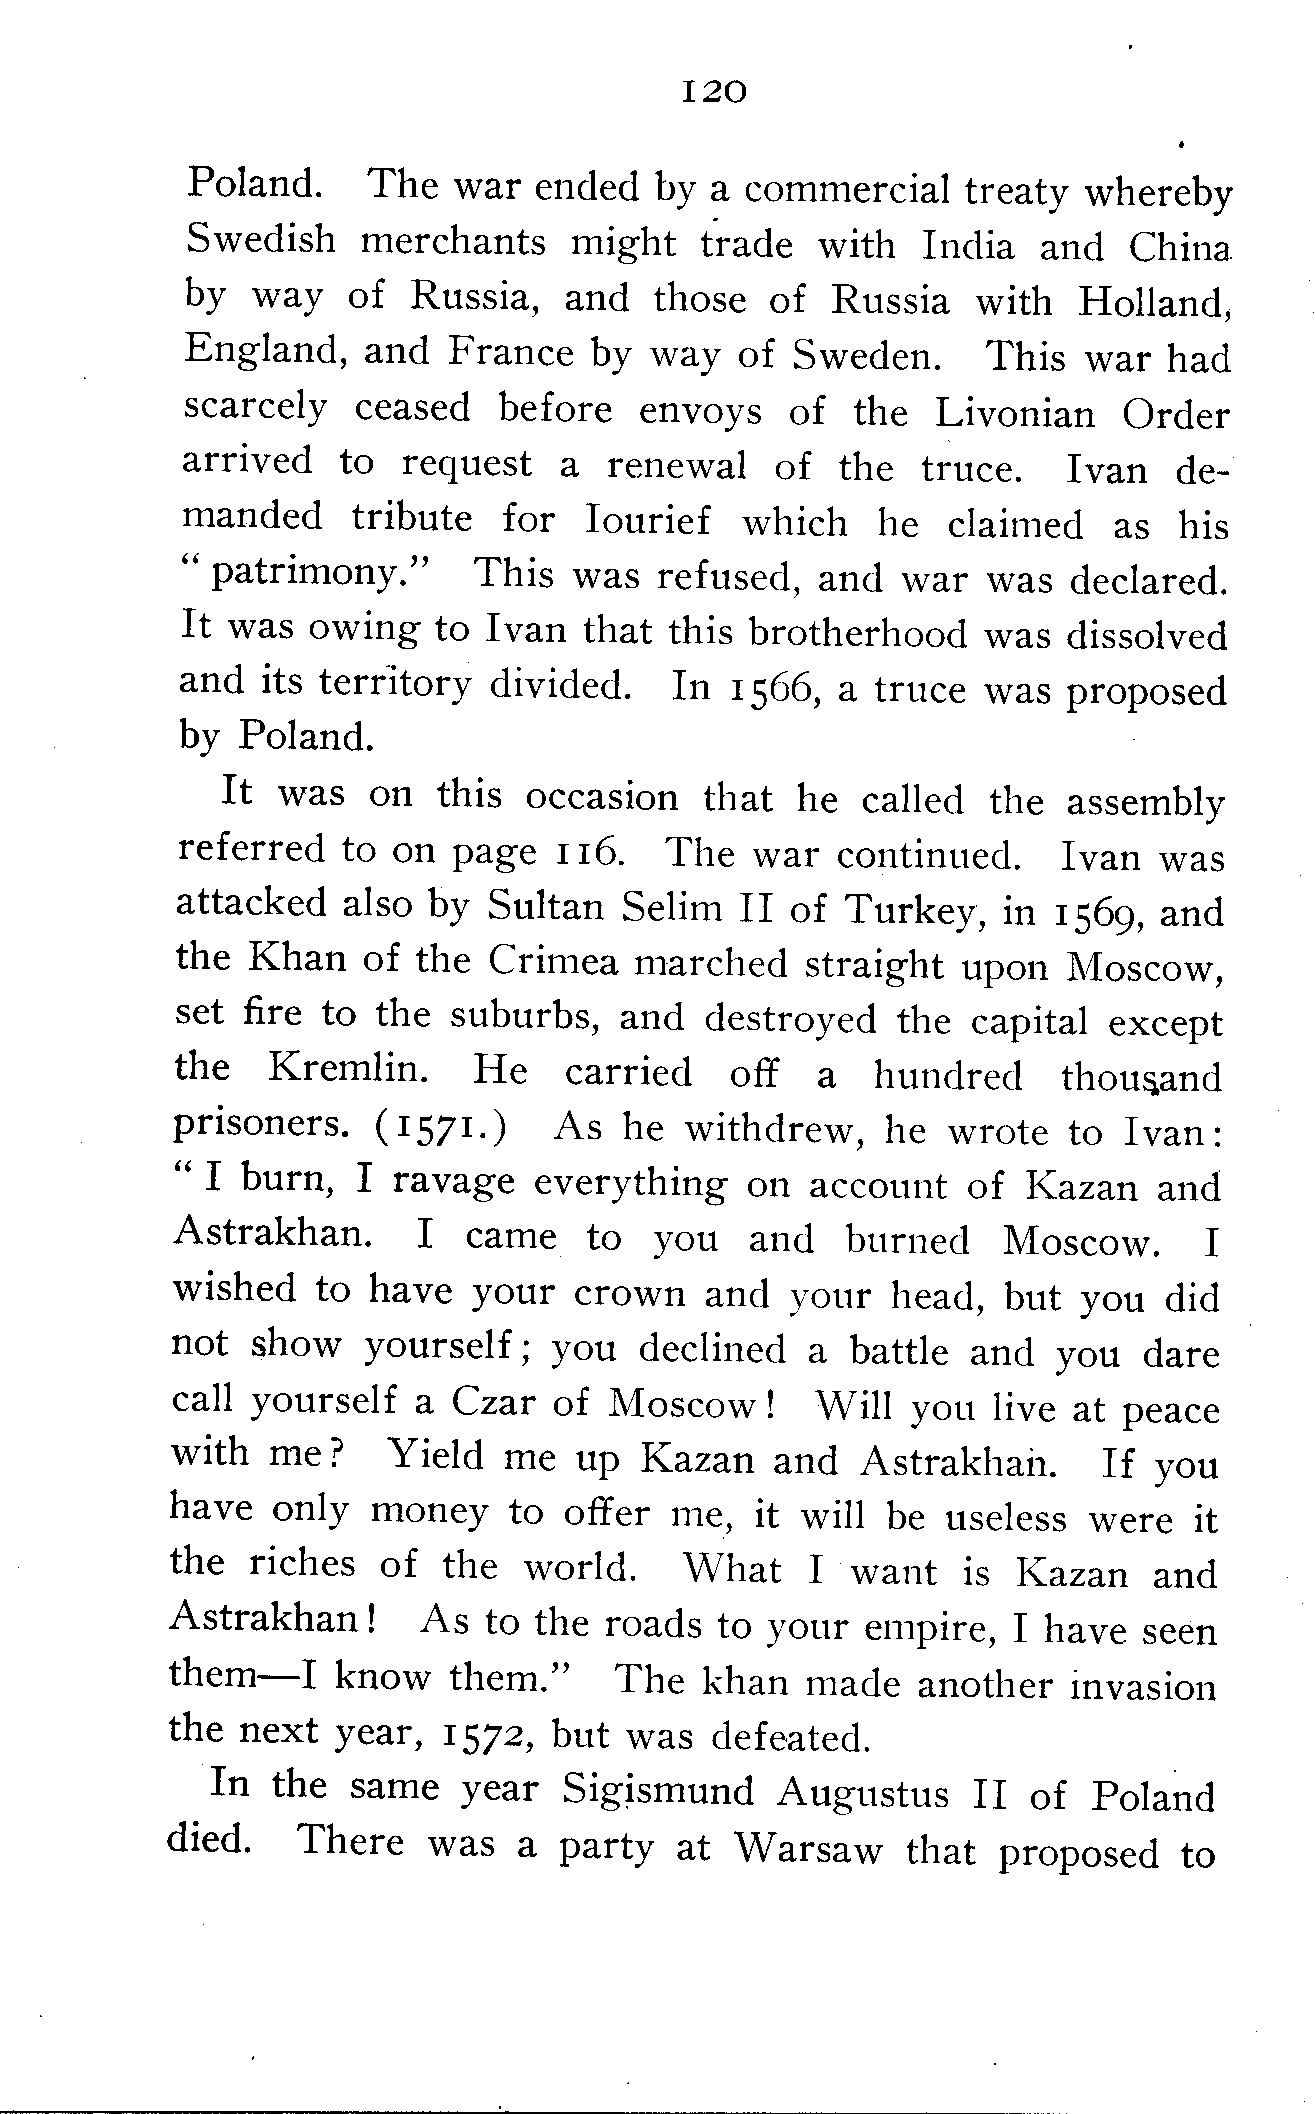 120
Poland. The war ended by a commercial treaty whereby
Swedish merchants might trade with India and China
by way of Russia, and those of Russia with Holland,
England, and France by way of Sweden. This war had
scarcely ceased before envoys of the Livonian Order
arrived to request a renewal of the truce. Ivan de-
manded tribute for Iourief which he claimed as his
“ patrimony.” This was refused, and war was declared.
It was owing to Ivan that this brotherhood was dissolved
and its territory divided. In 1566, a truce was proposed
by Poland.
It was on this occasion that he called the assembly
referred to on page 116. The war continued. Ivan was
attacked also by Sultan Selim II of Turkey, in 1569, and
the Khan of the Crimea marched straight upon Moscow,
set fire to the suburbs, and destroyed the capital except
the Kremlin. He carried off a hundred thousand
prisoners. (1571.) As he withdrew, he wrote to Ivan:
“ I burn, I ravage everything on account of Kazan and
Astrakhan. I came to you and burned Moscow. I
wished to have your crown and your head, but you did
not show yourself; you declined a battle and you dare
call yourself a Czar of Moscow! Will you live at peace
with me? Yield me up Kazan and Astrakhan. If you
have only money to offer me, it will be useless were it
the riches of the world. What I want is Kazan and
Astrakhan! As to the roads to your empire, I have seen
them—I know them.” The khan made another invasion
the next year, 1572, but was defeated.
In the same year Sigismund Augustus II of Poland
died. There was a party at Warsaw that proposed to